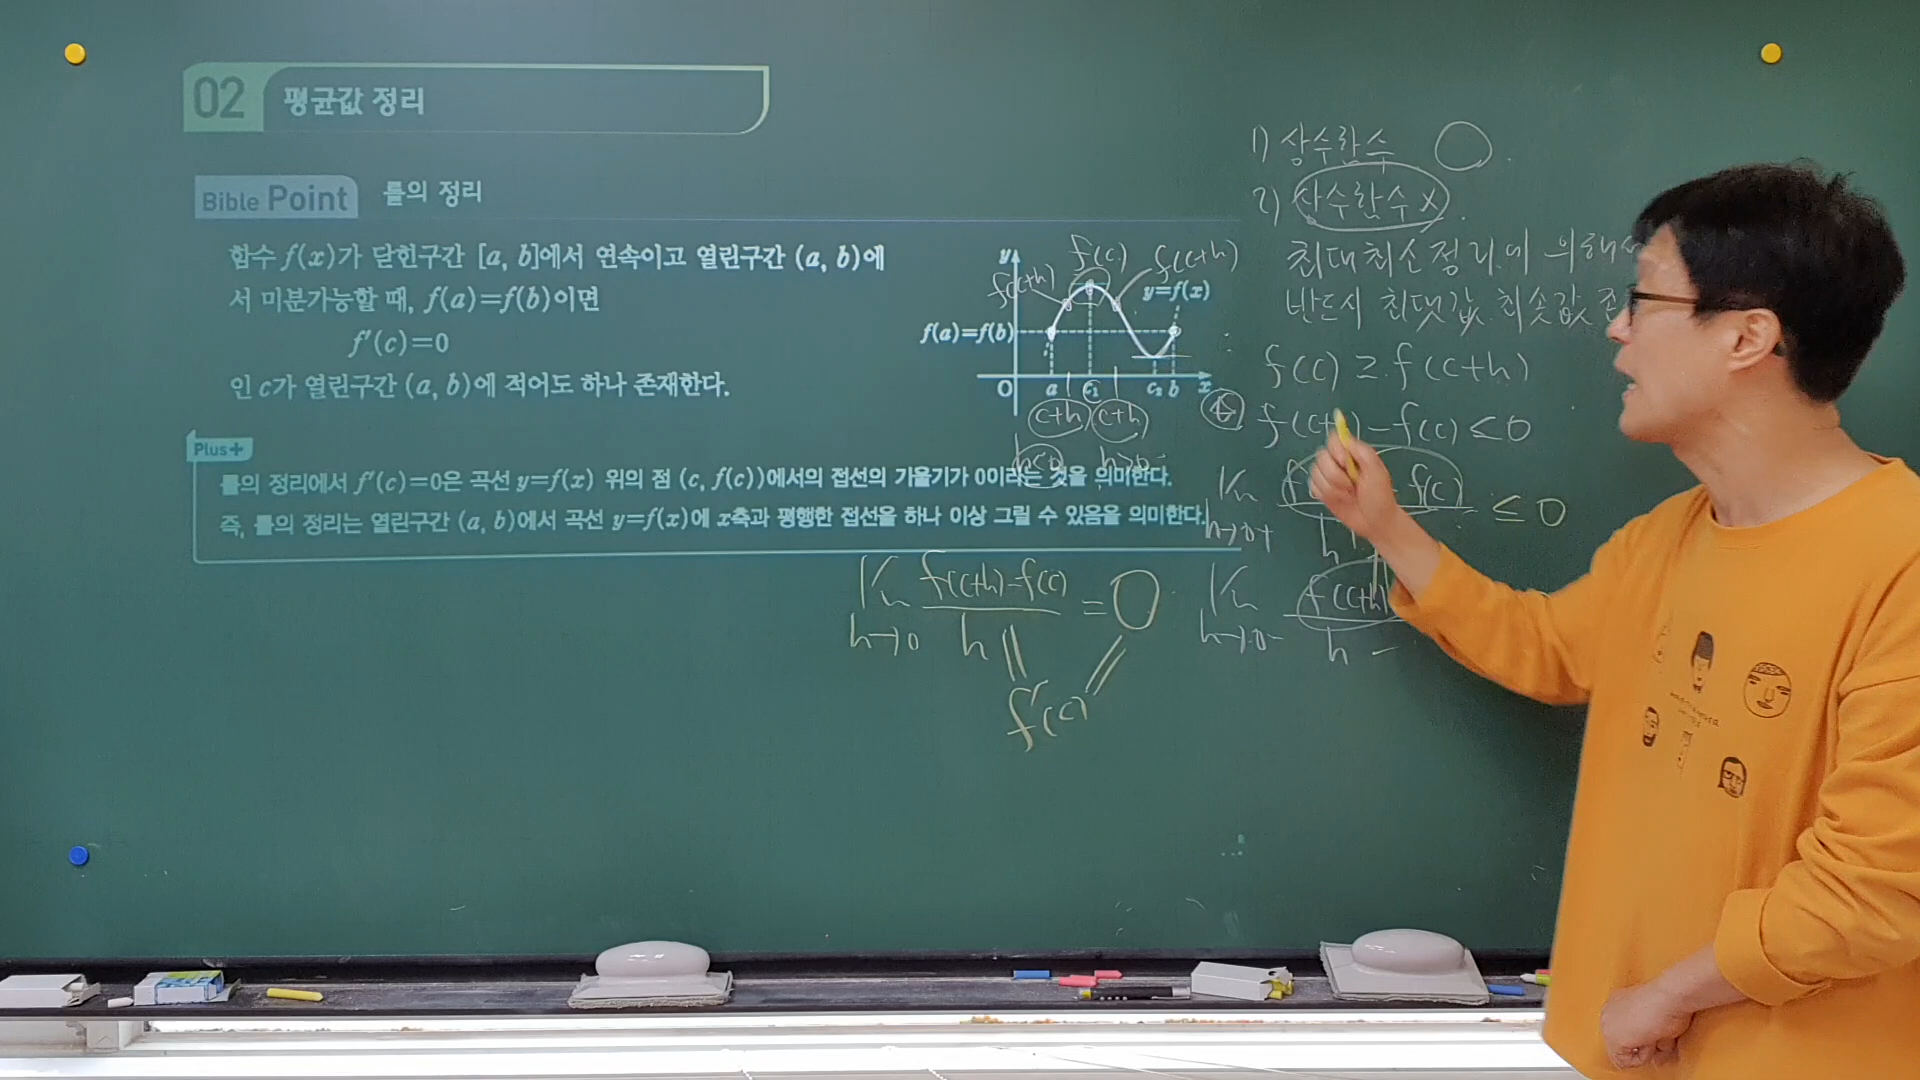 02 평균값 정리
Bible Point 롤의 정리
함수 f(x)가 닫힌구간 [a, b]에서 연속이고 열린구간 (a, b)에
서 미분가능할 때, f(a)=f(b)이면
f′(c)=0
인 c가 열린구간 (a, b)에 적어도 하나 존재한다.
y
f(c+h) f(c) f(c+h)
y=f(x)
f(a)=f(b)
O a c₁ c₂ b x
c+h c+h
h<0 h>0
Plus+
롤의 정리에서 f′(c)=0은 곡선 y=f(x) 위의 점 (c, f(c))에서의 접선의 기울기가 0이라는 것을 의미한다.
즉, 롤의 정리는 열린구간 (a, b)에서 곡선 y=f(x)에 x축과 평행한 접선을 하나 이상 그릴 수 있음을 의미한다.
lim h→0 f(c+h)-f(c) / h = 0
f′(c)
1) 상수함수 ○
2) 상수함수 x
최대최소정리에 의해
반드시 최댓값 최솟값
f(c) ≥ f(c+h)
f(c+ )-f(c) ≤ 0
lim h→0+ f - f(c) / h ≤ 0
lim h→0- f(c+h) / h -